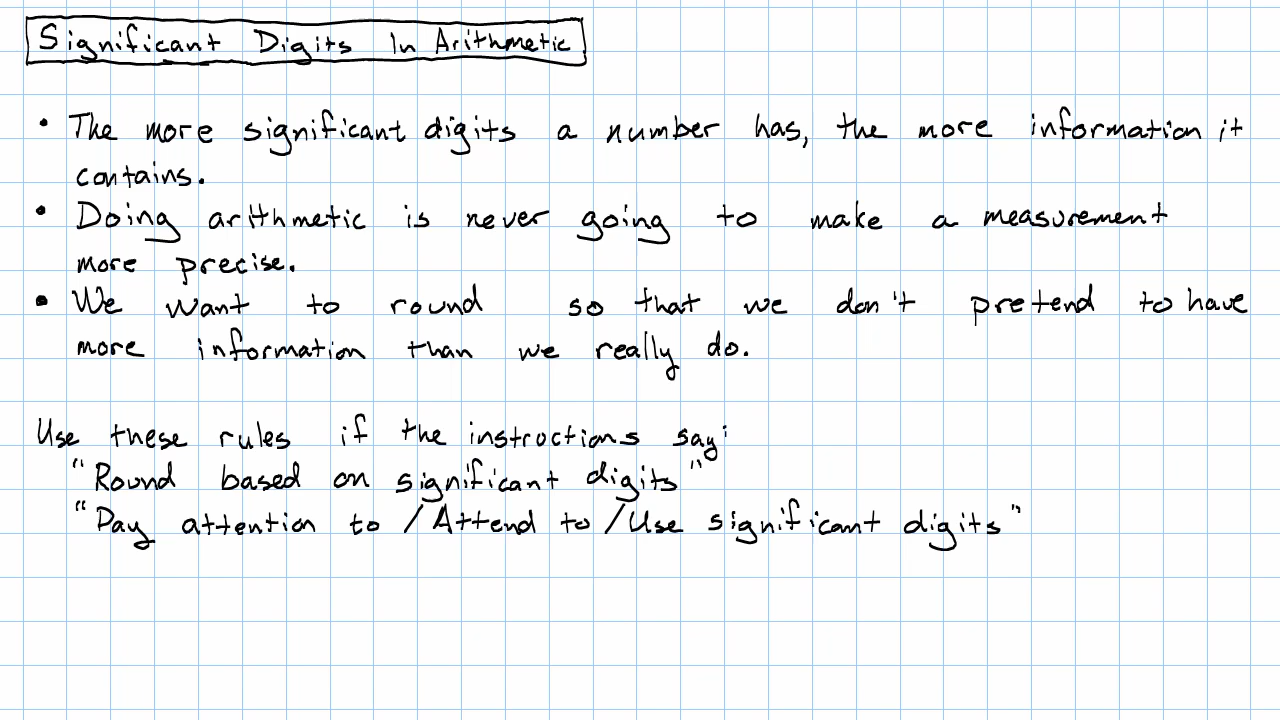 Significant Digits In Arithmetic
• The more significant digits a number has, the more information it
contains.
• Doing arithmetic is never going to make a measurement
more precise.
• We want to round so that we don't pretend to have
more information than we really do.
Use these rules if the instructions say:
"Round based on significant digits"
"Pay attention to /Attend to /Use significant digits"